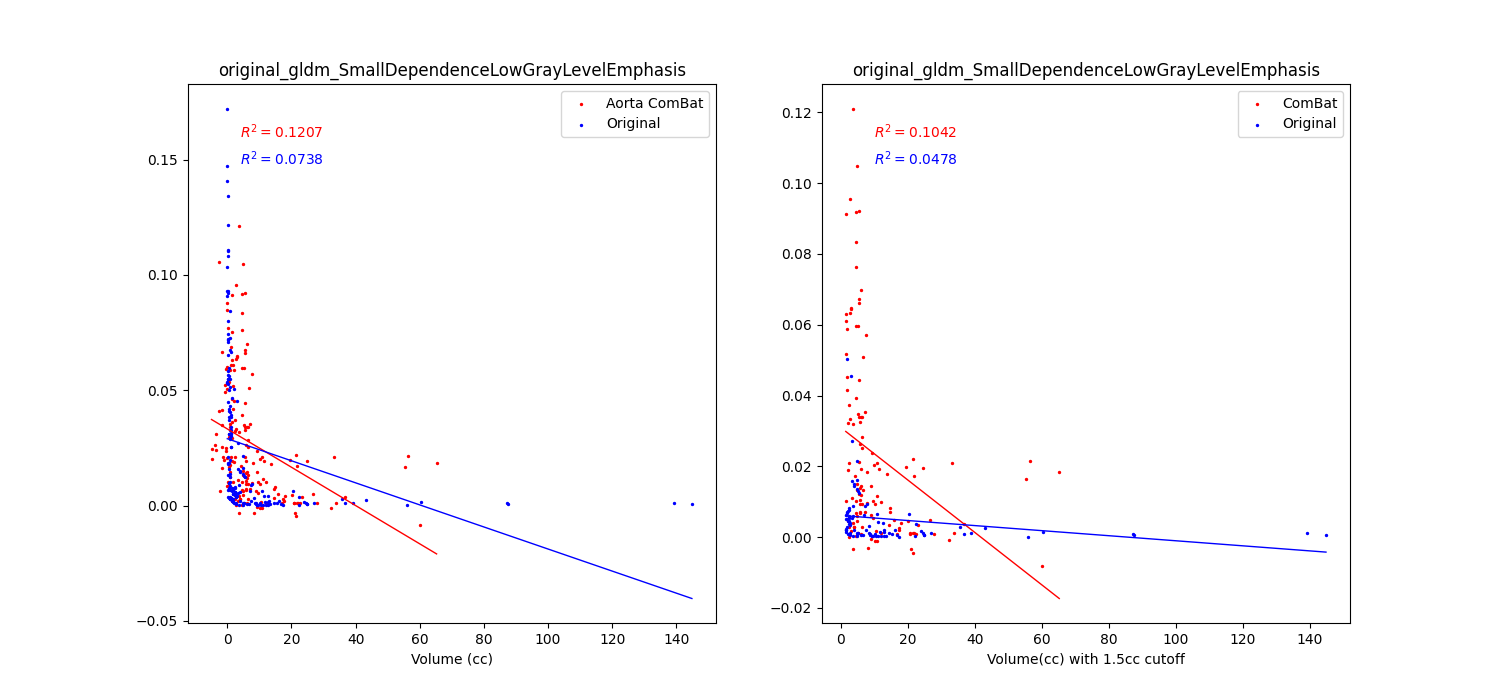 original_gldm_SmallDependenceLowGrayLevelEmphasis
Aorta ComBat
Original
R² = 0.1207
R² = 0.0738
0.15
0.10
0.05
0.00
−0.05
0 20 40 60 80 100 120 140
Volume (cc)
original_gldm_SmallDependenceLowGrayLevelEmphasis
ComBat
Original
R² = 0.1042
R² = 0.0478
0.12
0.10
0.08
0.06
0.04
0.02
0.00
−0.02
0 20 40 60 80 100 120 140
Volume(cc) with 1.5cc cutoff